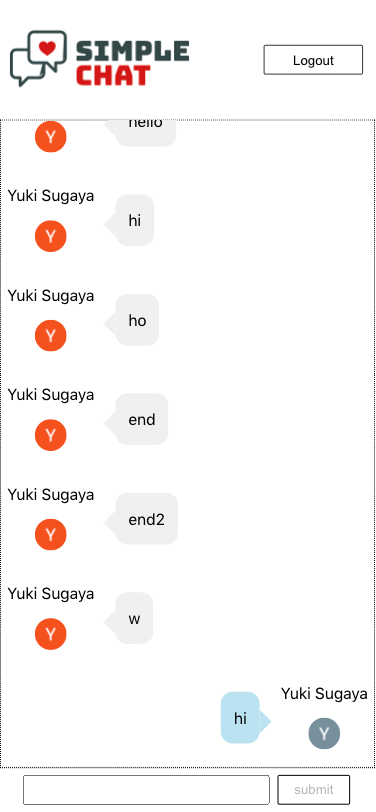 SIMPLE
CHAT
Logout
Y
hello
Yuki Sugaya
Y
hi
Yuki Sugaya
Y
ho
Yuki Sugaya
Y
end
Yuki Sugaya
Y
end2
Yuki Sugaya
Y
w
Yuki Sugaya
hi
Y
submit